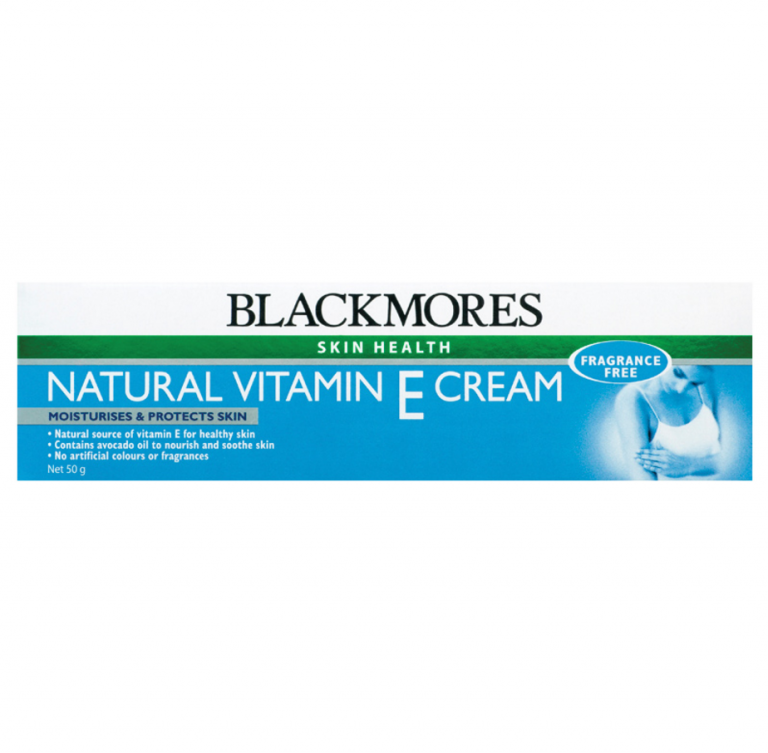 BLACKMORES
SKIN HEALTH
FRAGRANCE
FREE
NATURAL VITAMIN E CREAM
MOISTURISES & PROTECTS SKIN
• Natural source of vitamin E for healthy skin
• Contains avocado oil to nourish and soothe skin
• No artificial colours or fragrances
Net 50 g